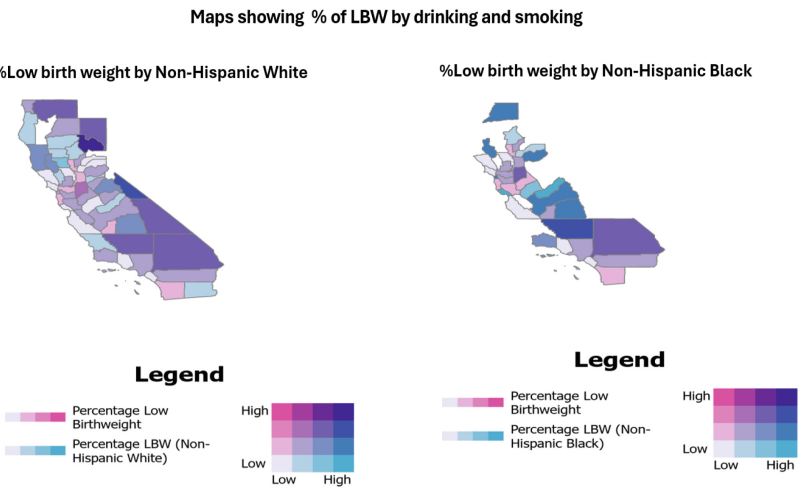 Maps showing % of LBW by drinking and smoking
%Low birth weight by Non-Hispanic White
%Low birth weight by Non-Hispanic Black
Legend
Percentage Low
Birthweight
Percentage LBW (Non-
Hispanic White)
High
Low
Low High
Legend
Percentage Low
Birthweight
Percentage LBW (Non-
Hispanic Black)
High
Low
Low High